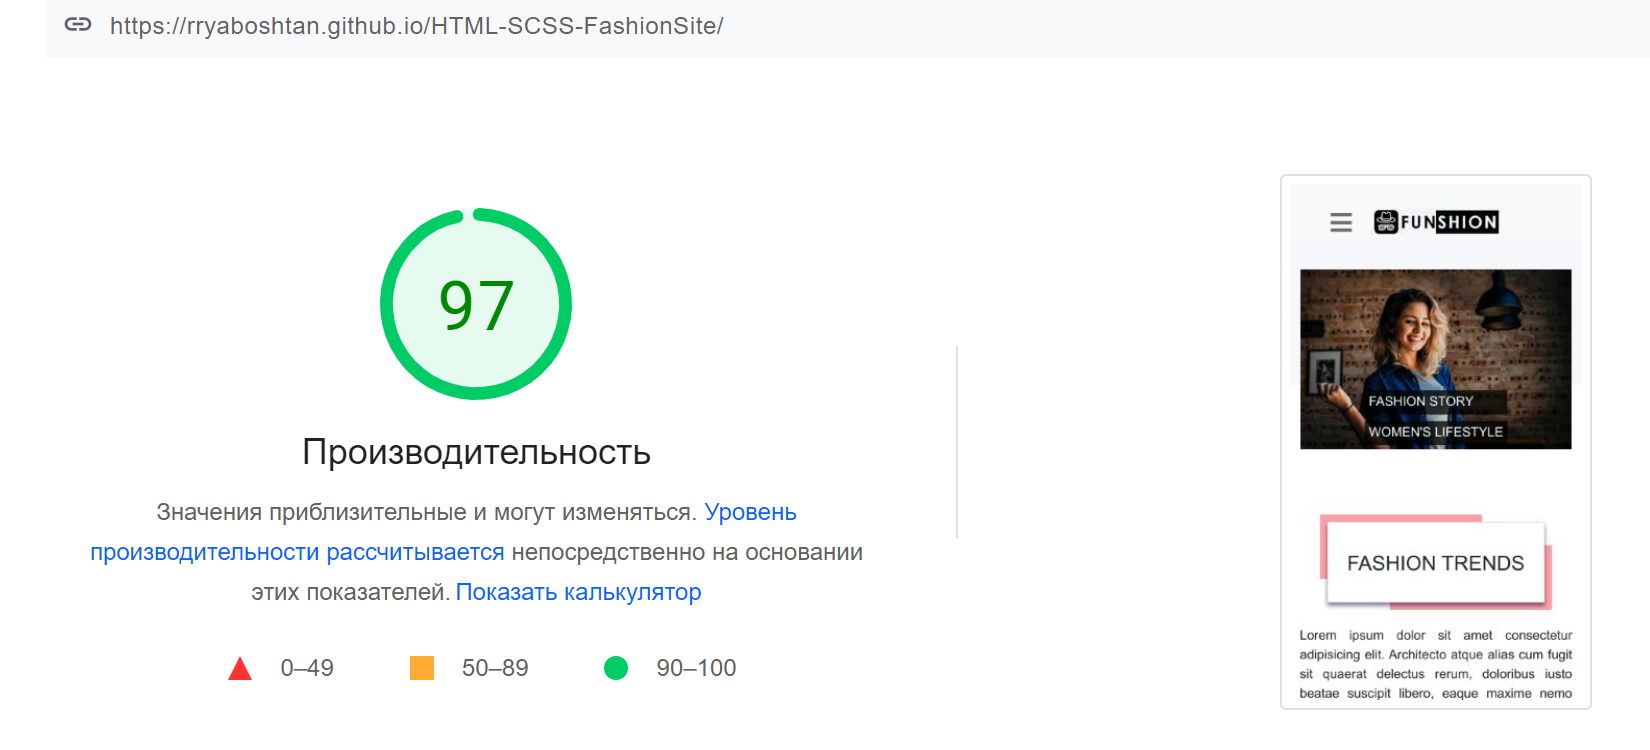 https://rryaboshtan.github.io/HTML-SCSS-FashionSite/
97
Производительность
Значения приблизительные и могут изменяться. Уровень
производительности рассчитывается непосредственно на основании
этих показателей. Показать калькулятор
0–49
50–89
90–100
FUNSHION
FASHION STORY
WOMEN'S LIFESTYLE
FASHION TRENDS
Lorem ipsum dolor sit amet consectetur
adipisicing elit. Architecto atque alias cum fugit
sit quaerat delectus rerum, doloribus iusto
beatae suscipit libero, eaque maxime nemo